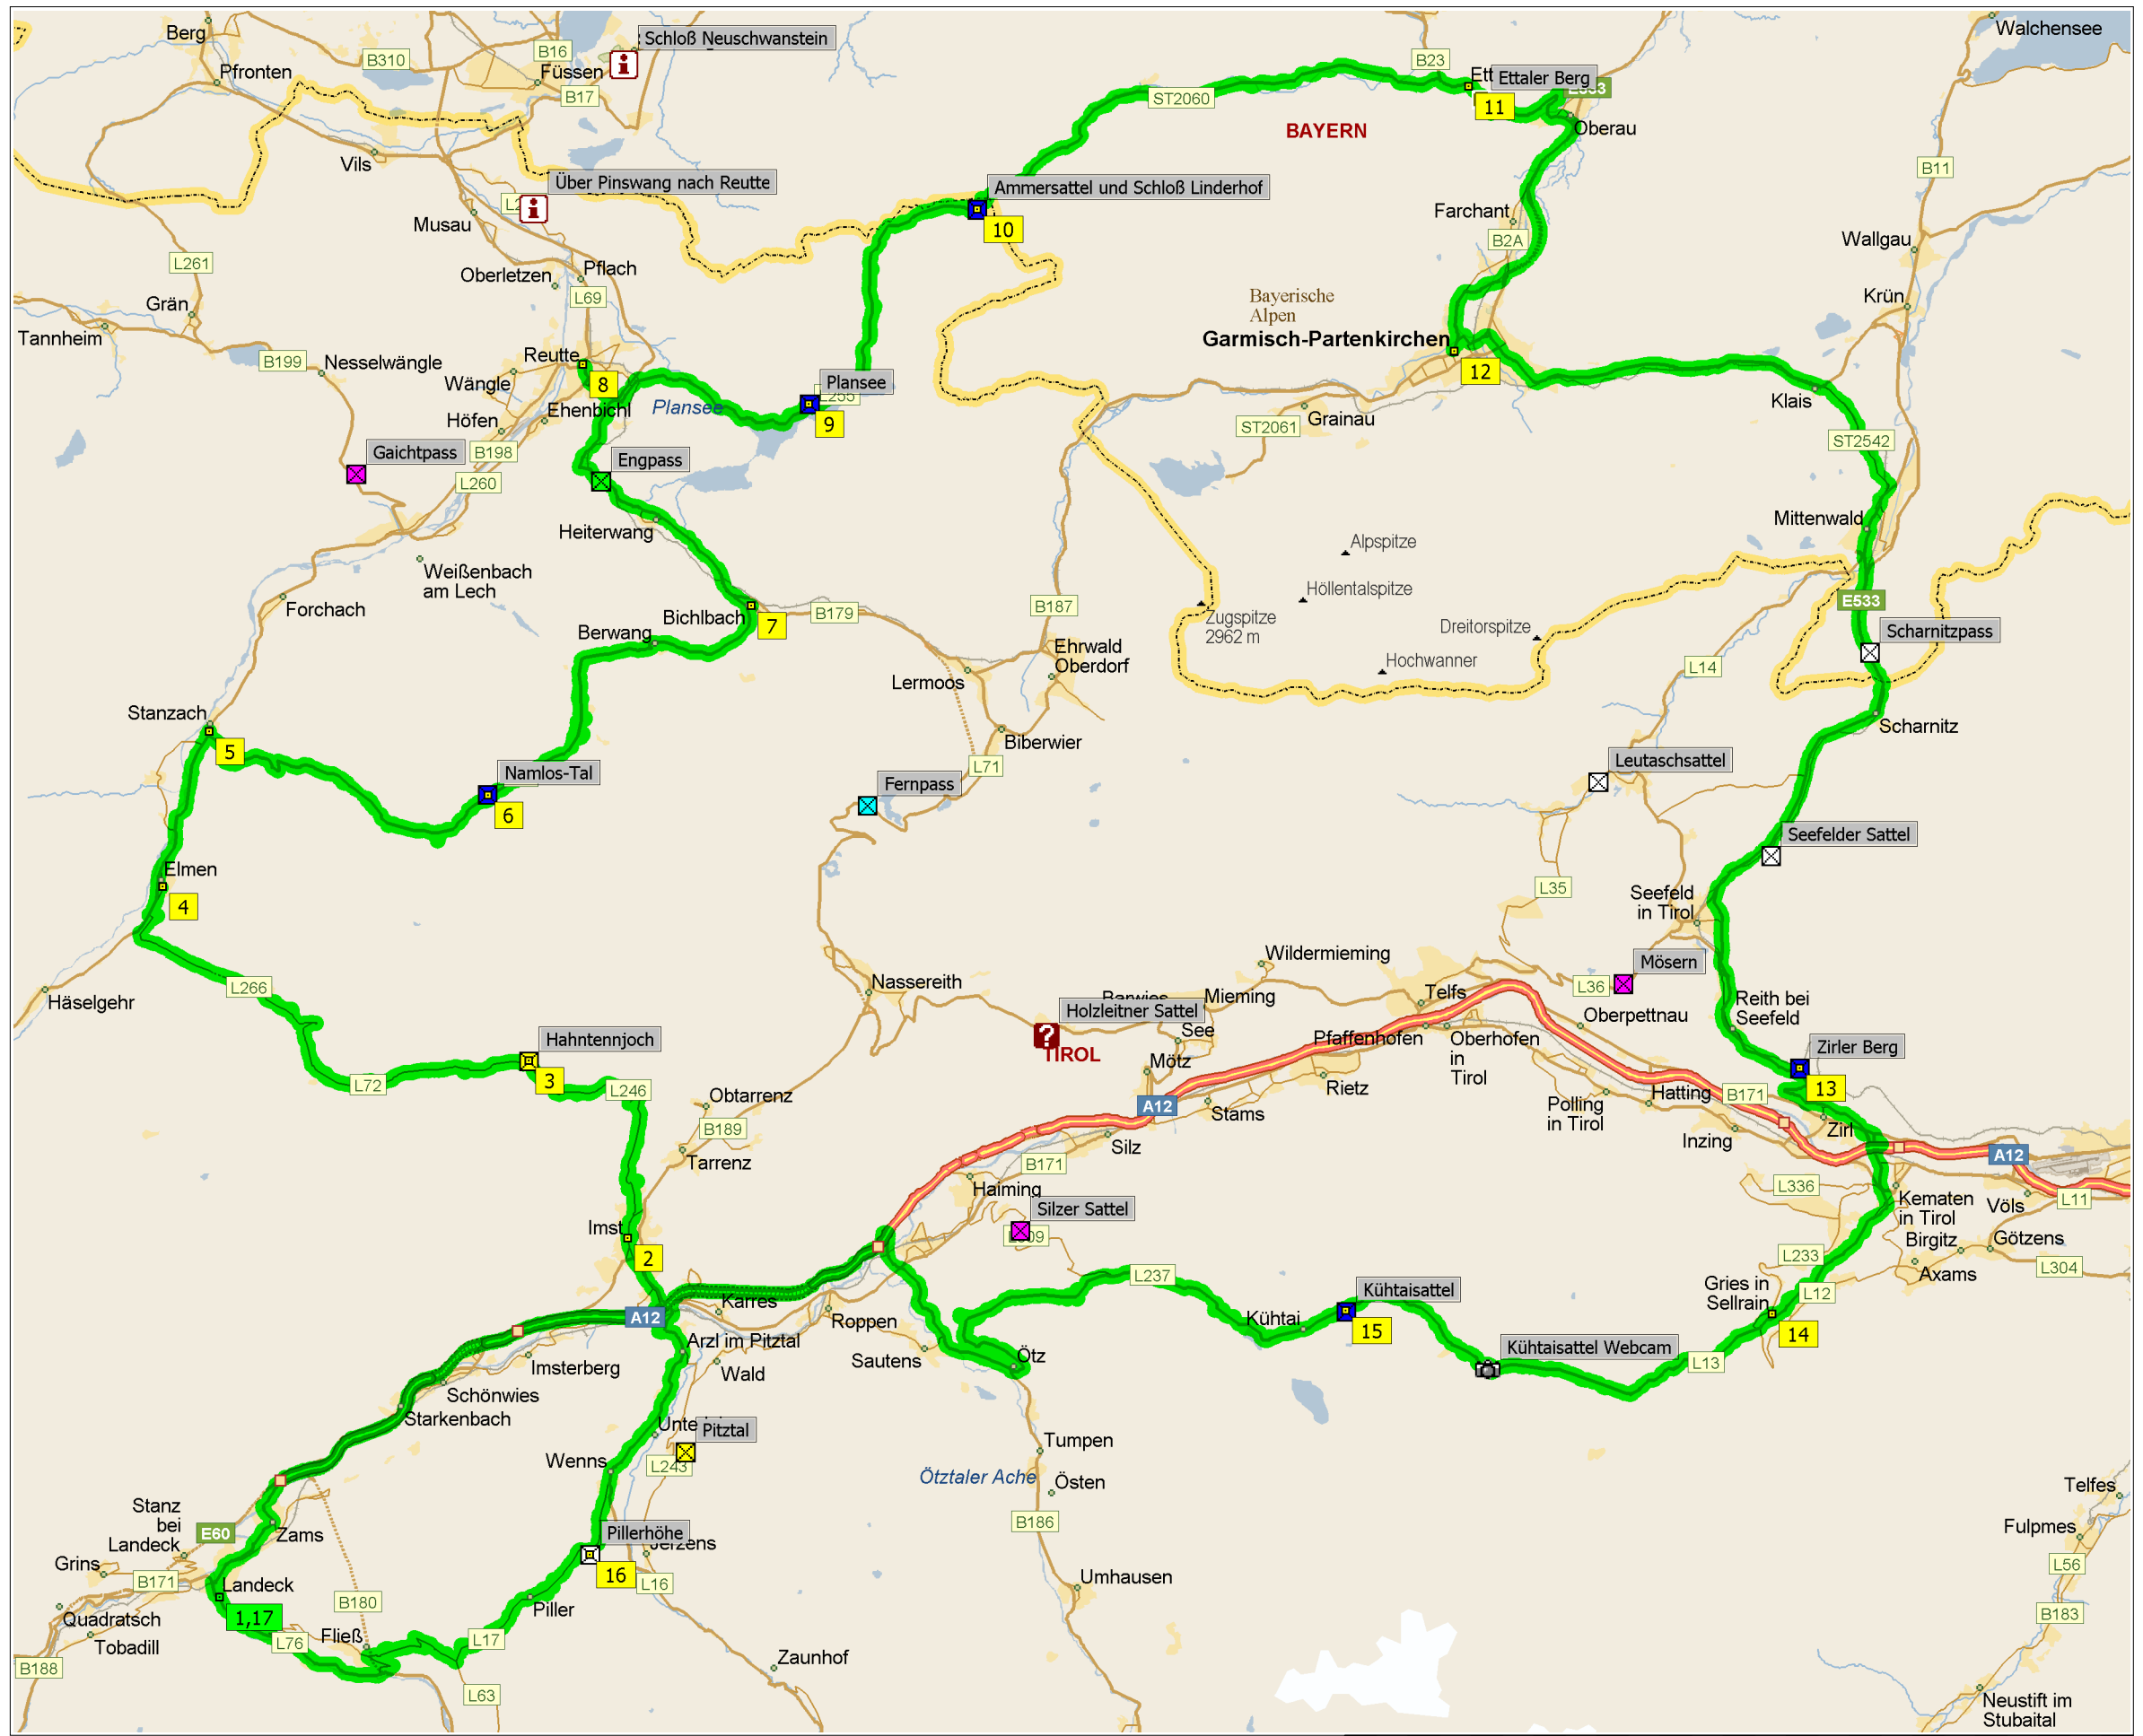 Berg
B310
B16
Schloß Neuschwanstein
Pfronten
Füssen
B17
B23
Ettaler Berg
Walchensee
ST2060
11
BAYERN
Oberau
Vils
Über Pinswang nach Reutte
Ammersattel und Schloß Linderhof
10
B11
Musau
Farchant
B2A
Wallgau
L261
Oberletzen
Pflach
L69
Grän
Bayerische
Alpen
Krün
Tannheim
B199
Nesselwängle
Reutte
Garmisch-Partenkirchen
Wängle
8
12
Plansee
Plansee
L255
9
Höfen
Ehenbichl
Klais
Grainau
ST2061
ST2542
Gaichtpass
B198
Engpass
L260
Heiterwang
Mittenwald
Alpspitze
Weißenbach
am Lech
Höllentalspitze
Forchach
Bichlbach
7
B179
B187
Zugspitze
2962 m
E533
Berwang
Dreitorspitze
Scharnitzpass
Ehrwald
Oberdorf
Hochwanner
L14
Lermoos
Stanzach
5
Scharnitz
Biberwier
L71
Leutaschsattel
Namlos-Tal
6
Fernpass
Seefelder Sattel
Elmen
4
L35
Seefeld
in Tirol
Wildermieming
Mösern
L266
Häselgehr
Nassereith
Mieming
Telfs
L36
Reith bei
Seefeld
Holzleitner Sattel
See
Oberpettnau
Hahntennjoch
3
TIROL
Pfaffenhofen
Oberhofen
in
Tirol
Zirler Berg
13
Mötz
L72
L246
Obtarrenz
Rietz
A12
Stams
B171
Hatting
Polling
in Tirol
B189
Tarrenz
Silz
Inzing
Zirl
B171
A12
Haiming
L336
Kematen
in Tirol
L11
Völs
Silzer Sattel
Imst
2
Birgitz
Götzens
L233
L237
Axams
L304
Gries in
Sellrain
L12
Kühtaisattel
A12
Karres
Roppen
Kühtai
15
14
Arzl im Pitztal
Kühtaisattel Webcam
Sautens
Ötz
L13
Imsterberg
Wald
Schönwies
Starkenbach
Pitztal
Tumpen
Wenns
L243
Ötztaler Ache
Östen
Telfes
Stanz
bei
Landeck
E60
Zams
Pillerhöhe
Jerzens
B186
Fulpmes
Grins
16
L16
L56
B171
Landeck
Umhausen
1,17
B180
Piller
Quadratsch
B183
Tobadill
L76
Fließ
L17
B188
Zaunhof
L63
Neustift im
Stubaital